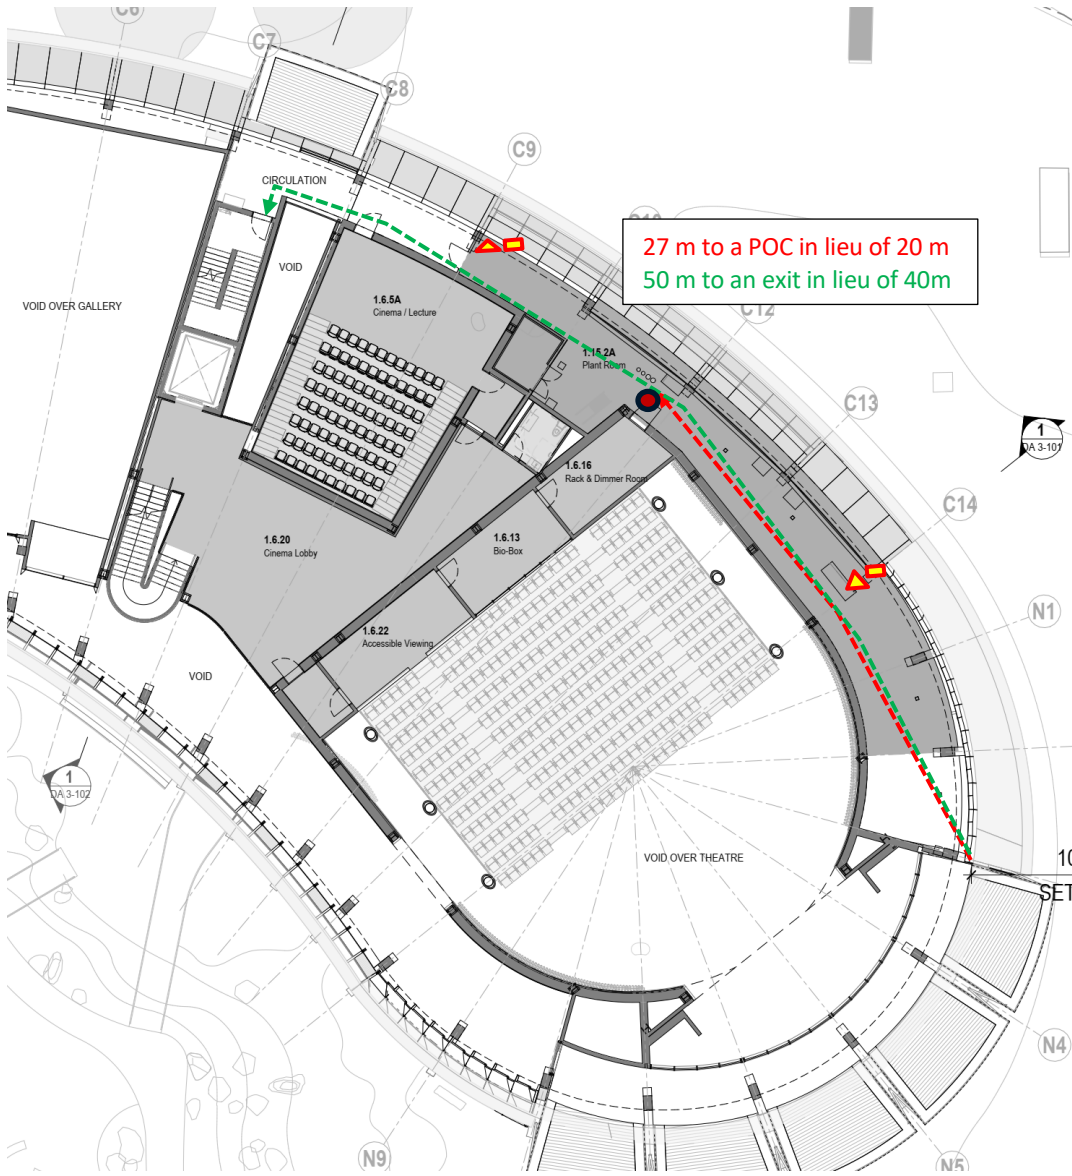 C6
C7
C8
C9
CIRCULATION
27 m to a POC in lieu of 20 m
50 m to an exit in lieu of 40m
VOID
1.6.5A
Cinema / Lecture
VOID OVER GALLERY
C12
1.15.2A
Plant Room
C13
1
DA 3-101
1.6.16
Rack & Dimmer Room
C14
1.6.20
Cinema Lobby
1.6.13
Bio-Box
N1
1.6.22
Accessible Viewing
VOID
1
DA 3-102
VOID OVER THEATRE
10
SET
N4
N9
N5